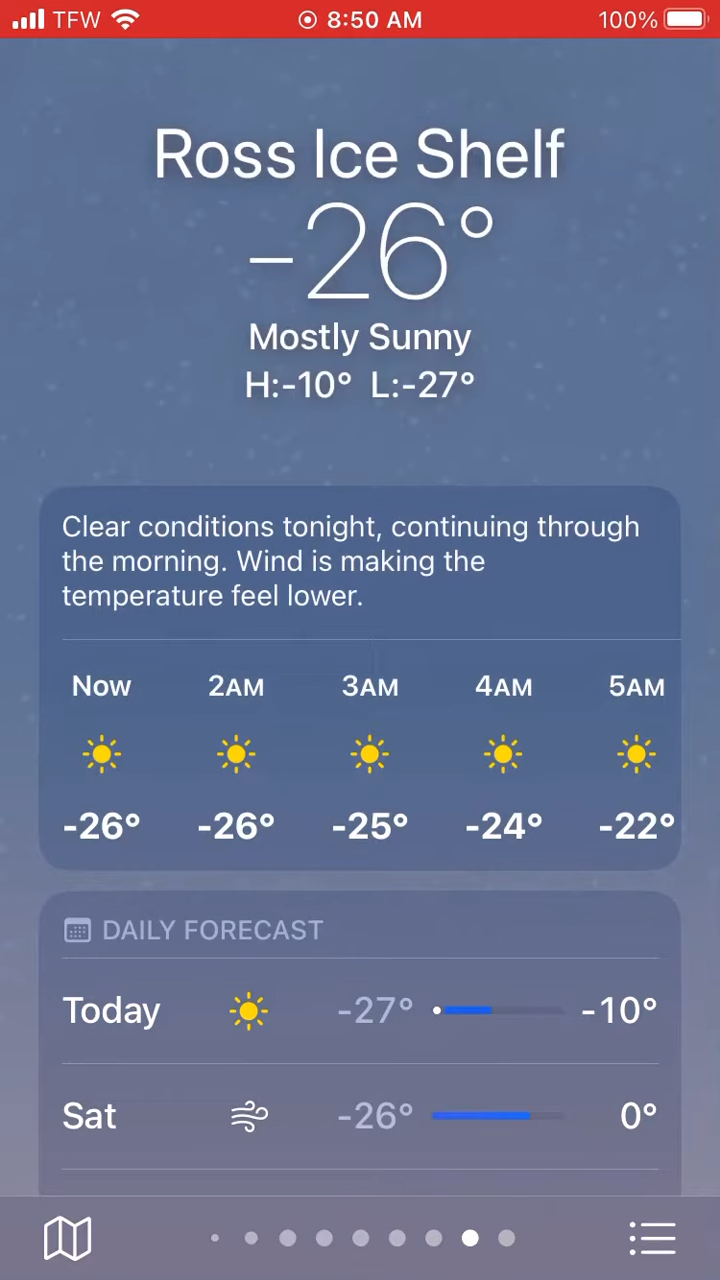 TFW 8:50 AM 100%
Ross Ice Shelf
-26°
Mostly Sunny
H:-10° L:-27°
Clear conditions tonight, continuing through
the morning. Wind is making the
temperature feel lower.
Now 2AM 3AM 4AM 5AM
-26° -26° -25° -24° -22°
DAILY FORECAST
Today -27° -10°
Sat -26° 0°